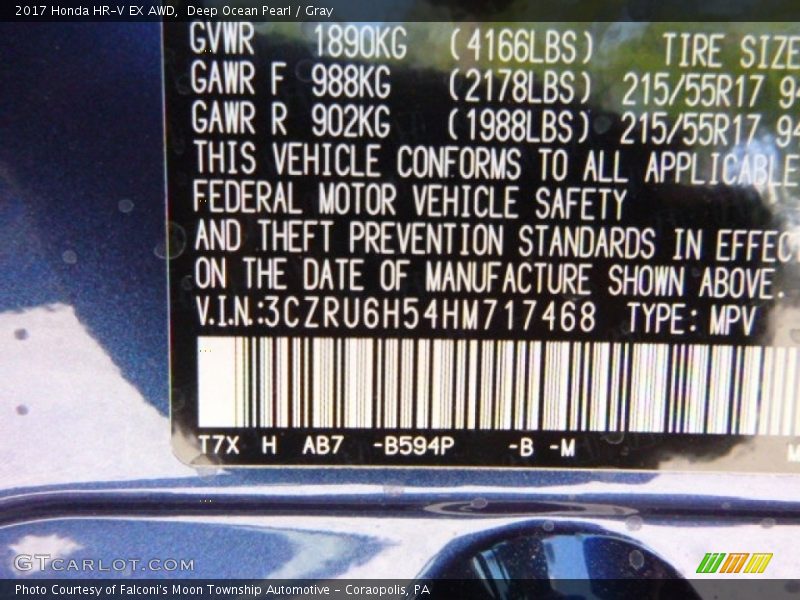 2017 Honda HR-V EX AWD, Deep Ocean Pearl / Gray
GVWR 1890KG (4166LBS) TIRE SIZE
GAWR F 988KG (2178LBS) 215/55R17 94
GAWR R 902KG (1988LBS) 215/55R17 94
THIS VEHICLE CONFORMS TO ALL APPLICABLE
FEDERAL MOTOR VEHICLE SAFETY
AND THEFT PREVENTION STANDARDS IN EFFEC
ON THE DATE OF MANUFACTURE SHOWN ABOVE.
V.I.N.:3CZRU6H54HM717468 TYPE: MPV
T7X H AB7 -B594P -B -M M
GTCARLOT.COM
Photo Courtesy of Falconi's Moon Township Automotive - Coraopolis, PA